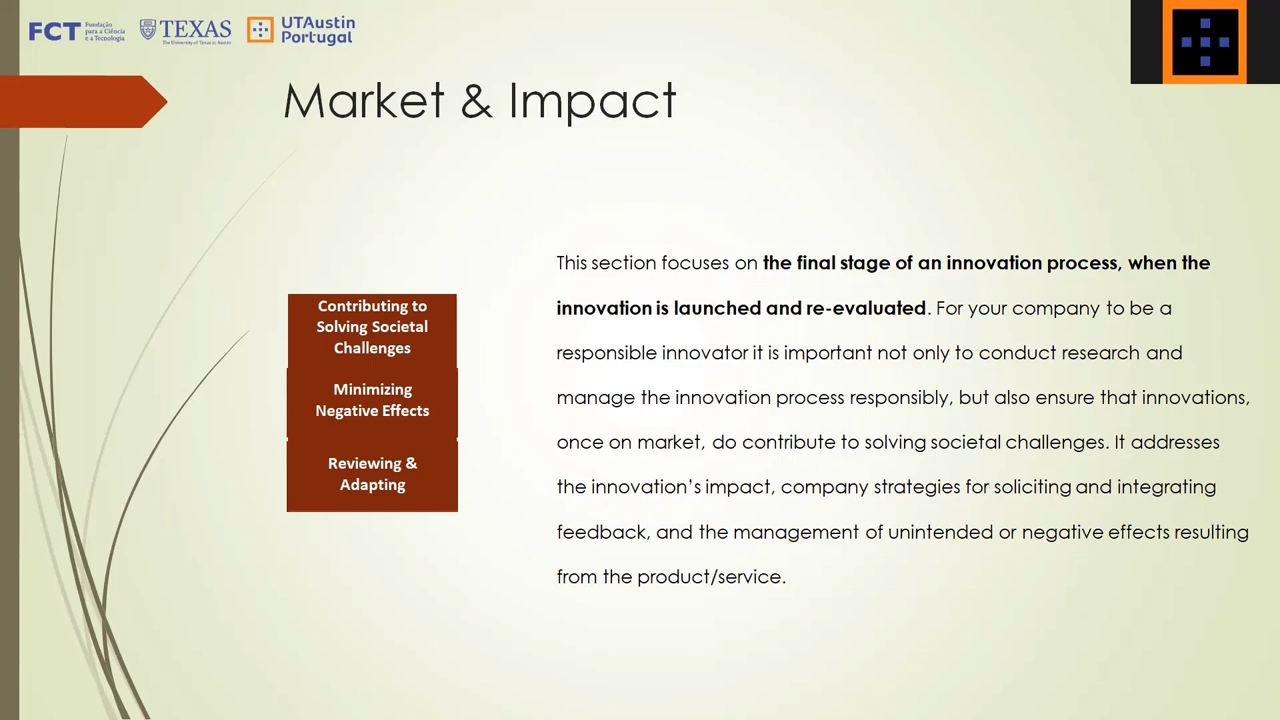 FCT Fundação
para a Ciência
e a Tecnologia
TEXAS
The University of Texas at Austin
UTAustin
Portugal
Market & Impact
Contributing to
Solving Societal
Challenges
Minimizing
Negative Effects
Reviewing &
Adapting
This section focuses on the final stage of an innovation process, when the
innovation is launched and re-evaluated. For your company to be a
responsible innovator it is important not only to conduct research and
manage the innovation process responsibly, but also ensure that innovations,
once on market, do contribute to solving societal challenges. It addresses
the innovation's impact, company strategies for soliciting and integrating
feedback, and the management of unintended or negative effects resulting
from the product/service.